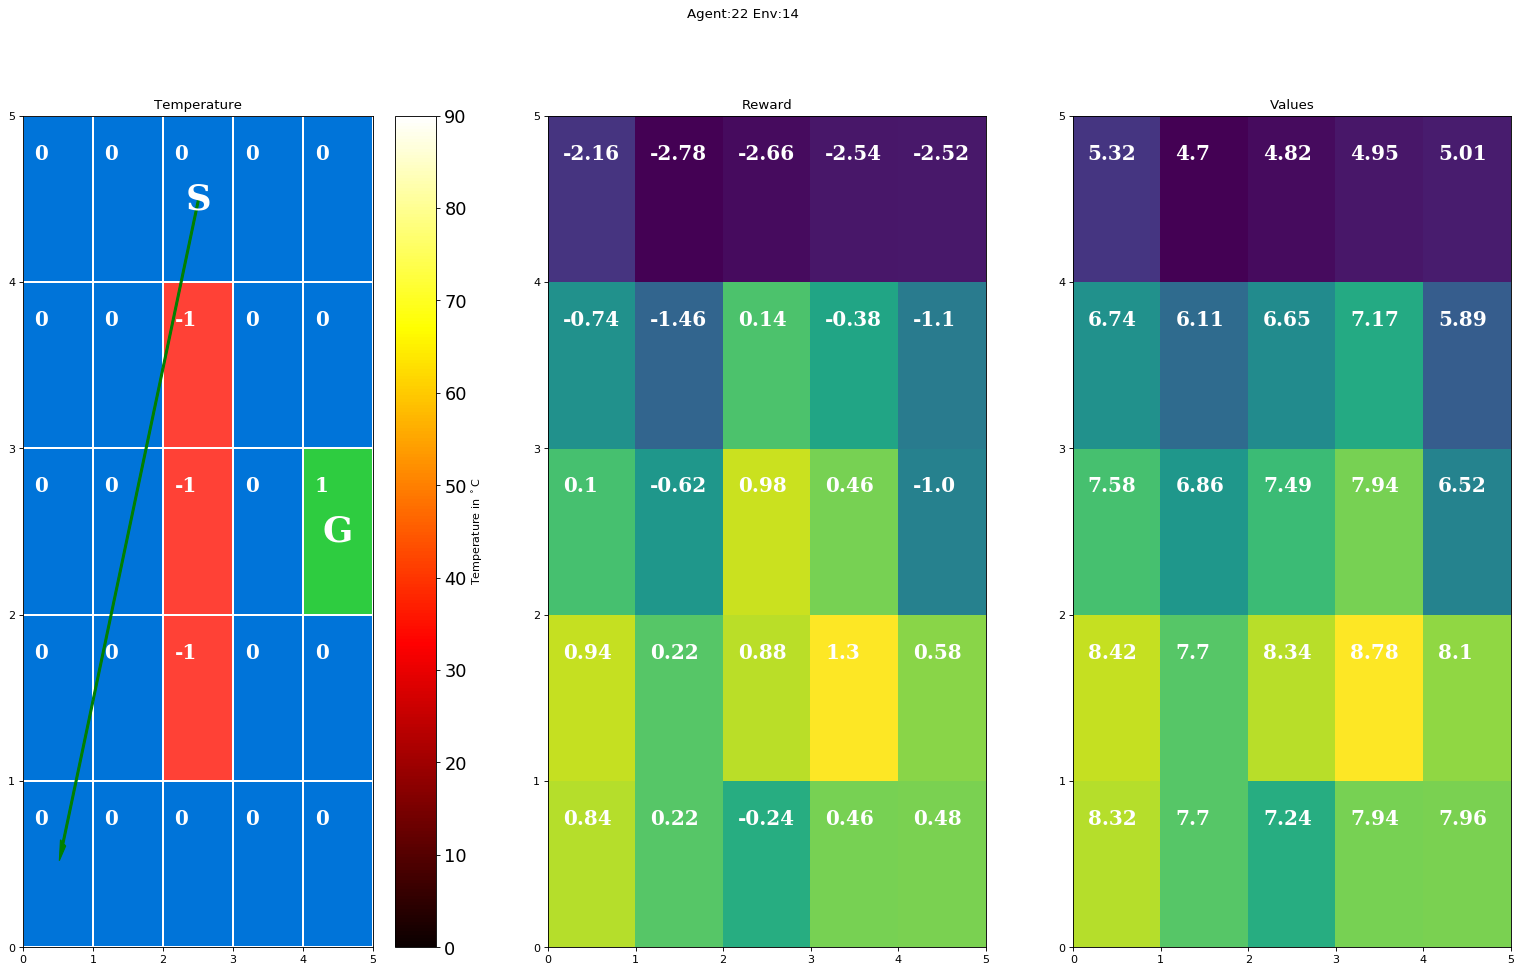 Agent:22 Env:14
Temperature
Reward
Values
5
4
3
2
1
0
0 1 2 3 4 5
0 0 0 0 0
S
0 0 -1 0 0
0 0 -1 0 1
G
0 0 -1 0 0
0 0 0 0 0
90
80
70
60
50
40
30
20
10
0
Temperature in °C
5
4
3
2
1
0
0 1 2 3 4 5
-2.16 -2.78 -2.66 -2.54 -2.52
-0.74 -1.46 0.14 -0.38 -1.1
0.1 -0.62 0.98 0.46 -1.0
0.94 0.22 0.88 1.3 0.58
0.84 0.22 -0.24 0.46 0.48
5
4
3
2
1
0
0 1 2 3 4 5
5.32 4.7 4.82 4.95 5.01
6.74 6.11 6.65 7.17 5.89
7.58 6.86 7.49 7.94 6.52
8.42 7.7 8.34 8.78 8.1
8.32 7.7 7.24 7.94 7.96